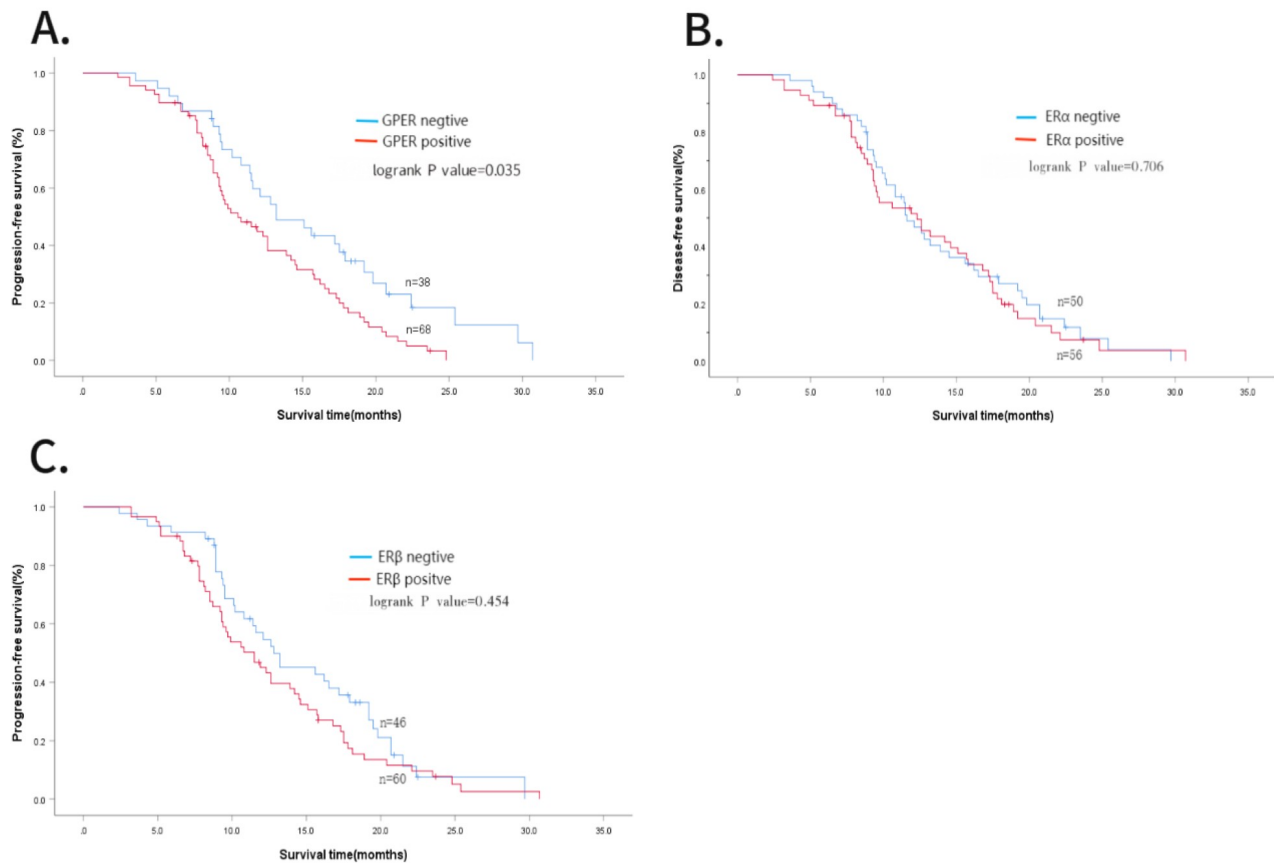 A.
Progression-free survival (%)
1.0
0.8
0.6
0.4
0.2
0.0
GPER negtive
GPER positive
logrank P value=0.035
n=38
n=68
.0 5.0 10.0 15.0 20.0 25.0 30.0 35.0
Survival time(months)
B.
Disease-free survival(%)
1.0
0.8
0.6
0.4
0.2
0.0
ERα negtive
ERα positive
logrank P value=0.706
n=50
n=56
.0 5.0 10.0 15.0 20.0 25.0 30.0 35.0
Survival time(months)
C.
Progression-free survival(%)
1.0
0.8
0.6
0.4
0.2
0.0
ERβ negtive
ERβ positve
logrank P value=0.454
n=46
n=60
.0 5.0 10.0 15.0 20.0 25.0 30.0 35.0
Survival time(months)